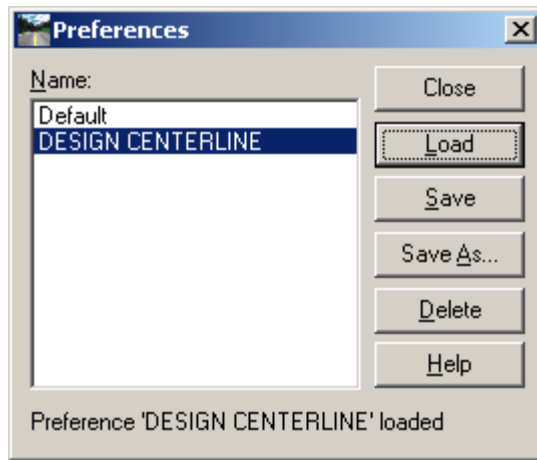 Preferences
Name:
Default
DESIGN CENTERLINE
Close
Load
Save
Save As...
Delete
Help
Preference 'DESIGN CENTERLINE' loaded